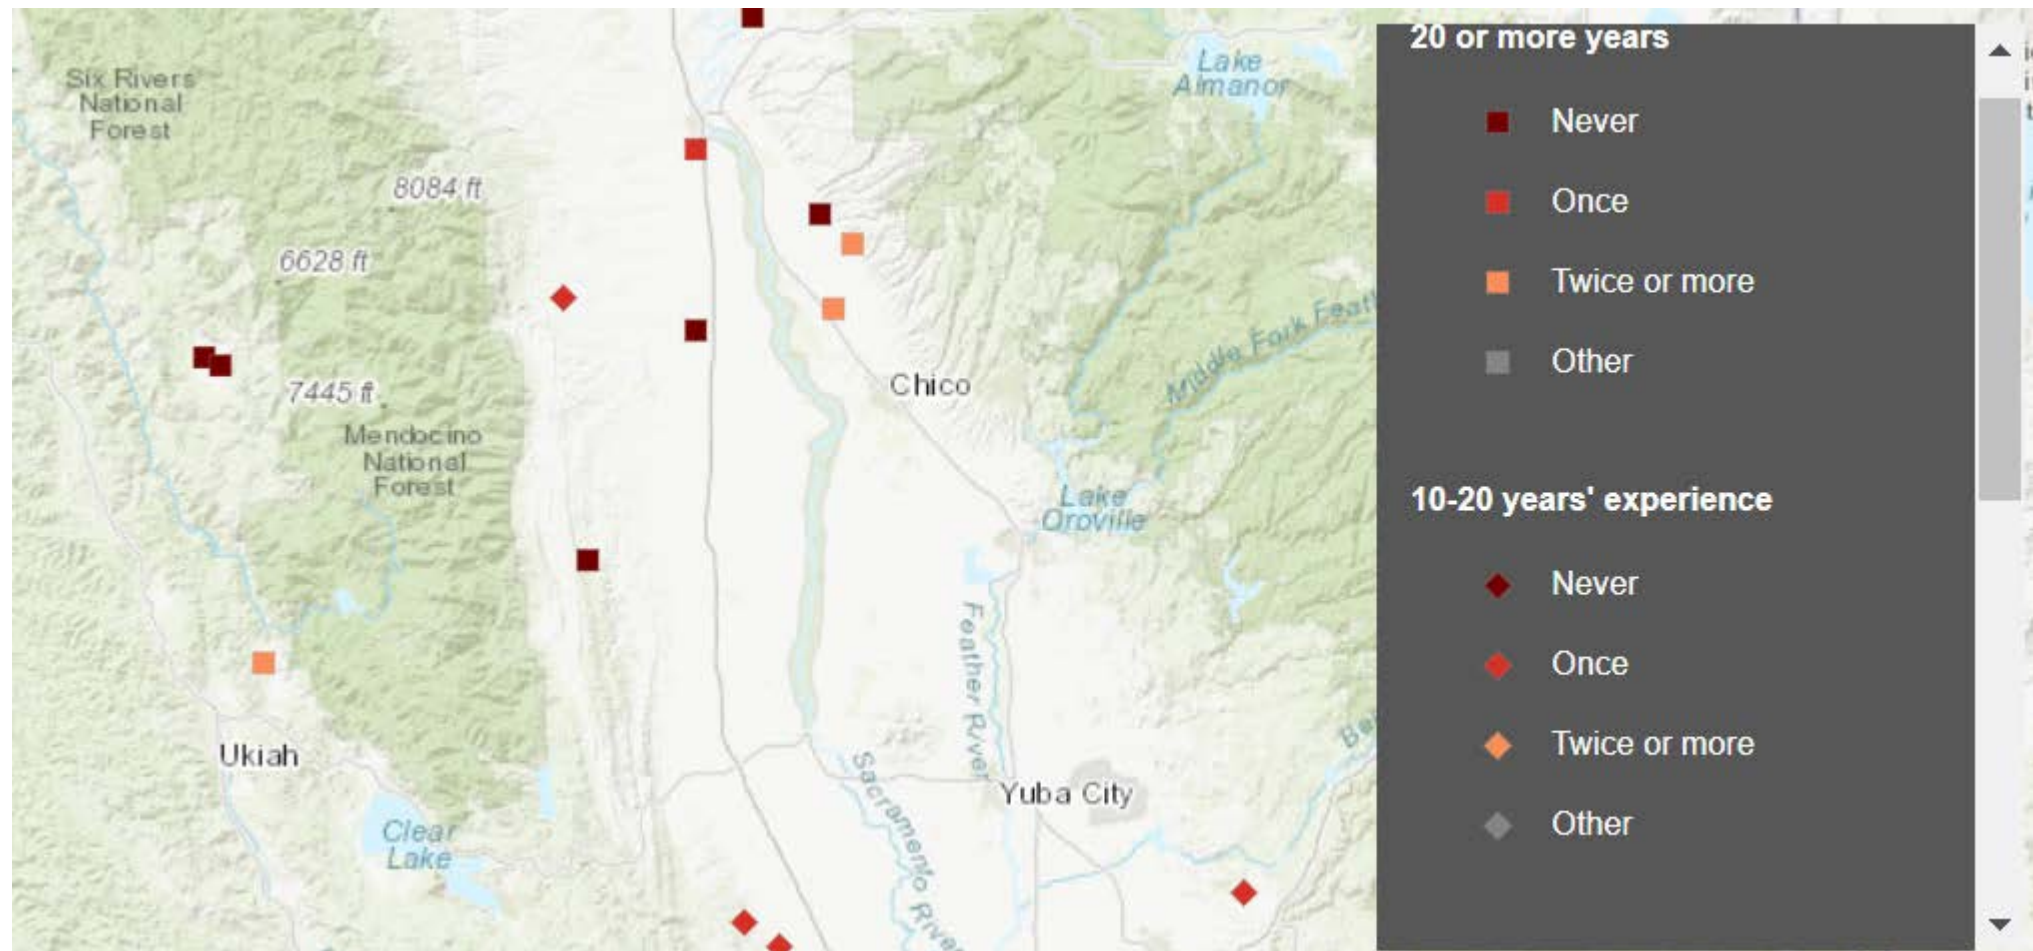 Six Rivers
National
Forest
8084 ft
6628 ft
7445 ft
Mendocino
National
Forest
Ukiah
Clear
Lake
Chico
Lake
Almanor
Middle Fork
Lake
Oroville
Feather River
Sacramento River
Yuba City
20 or more years
Never
Once
Twice or more
Other
10-20 years' experience
Never
Once
Twice or more
Other